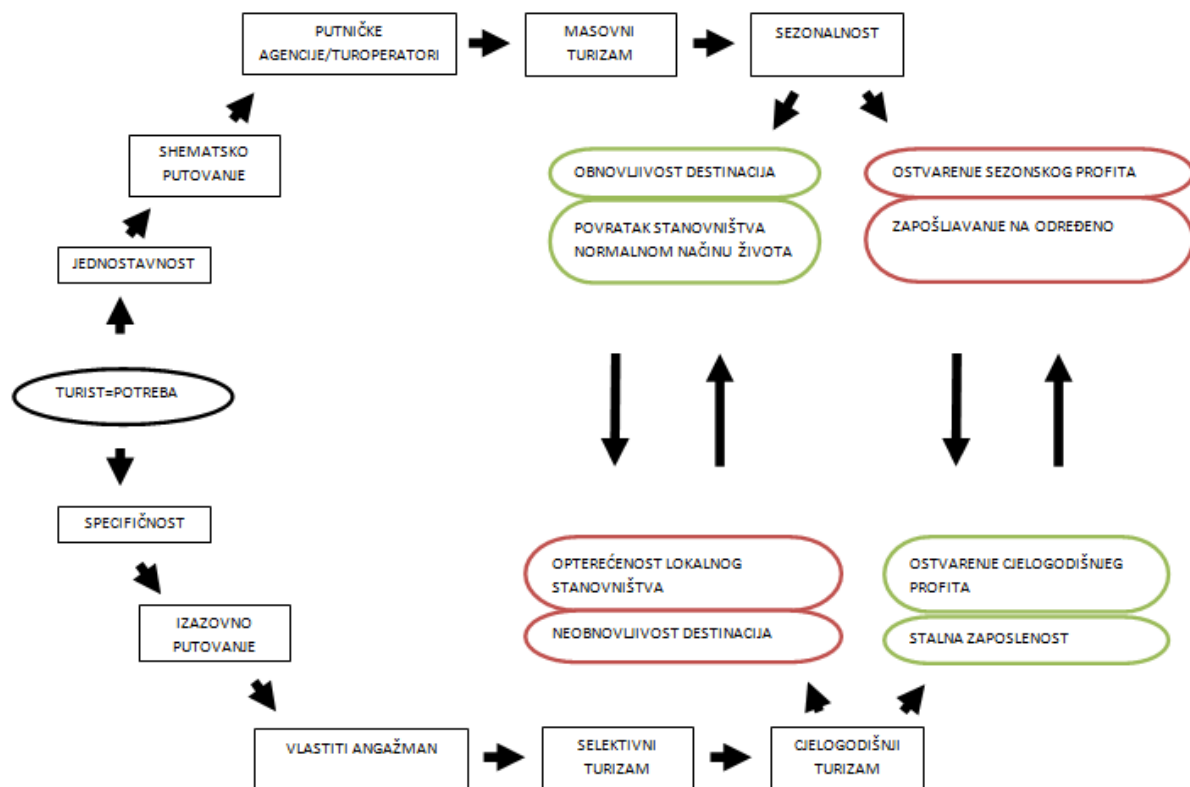 PUTNIČKE
AGENCIJE/TUROPERATORI
MASOVNI
TURIZAM
SEZONALNOST
SHEMATSKO
PUTOVANJE
OBNOVLJIVOST DESTINACIJA
OSTVARENJE SEZONSKOG PROFITA
POVRATAK STANOVNIŠTVA
NORMALNOM NAČINU ŽIVOTA
ZAPOŠLJAVANJE NA ODREĐENO
JEDNOSTAVNOST
TURIST=POTREBA
SPECIFIČNOST
OPTEREĆENOST LOKALNOG
STANOVNIŠTVA
OSTVARENJE CJELOGODIŠNJEG
PROFITA
NEOBNOVLJIVOST DESTINACIJA
STALNA ZAPOSLENOST
IZAZOVNO
PUTOVANJE
VLASTITI ANGAŽMAN
SELEKTIVNI
TURIZAM
CJELOGODIŠNJI
TURIZAM